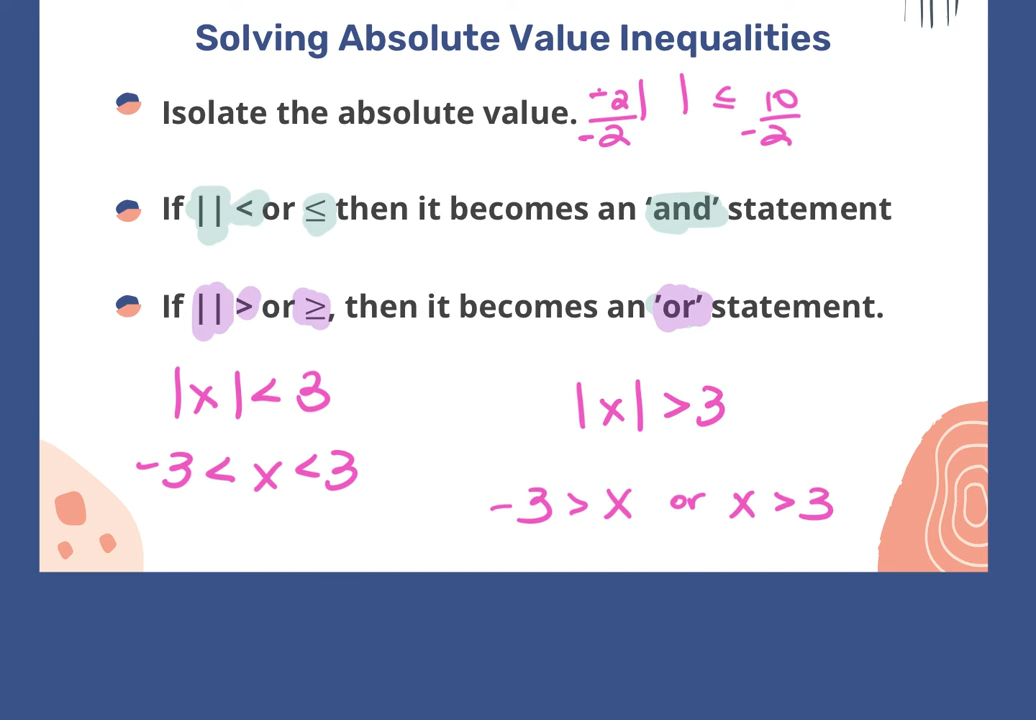 Solving Absolute Value Inequalities
Isolate the absolute value. -2| | ≤ 10
-2 -2
If || < or ≤ then it becomes an ‘and’ statement
If || > or ≥, then it becomes an ’or’ statement.
|x| < 3
|x| > 3
-3 < x < 3
-3 > x or x > 3